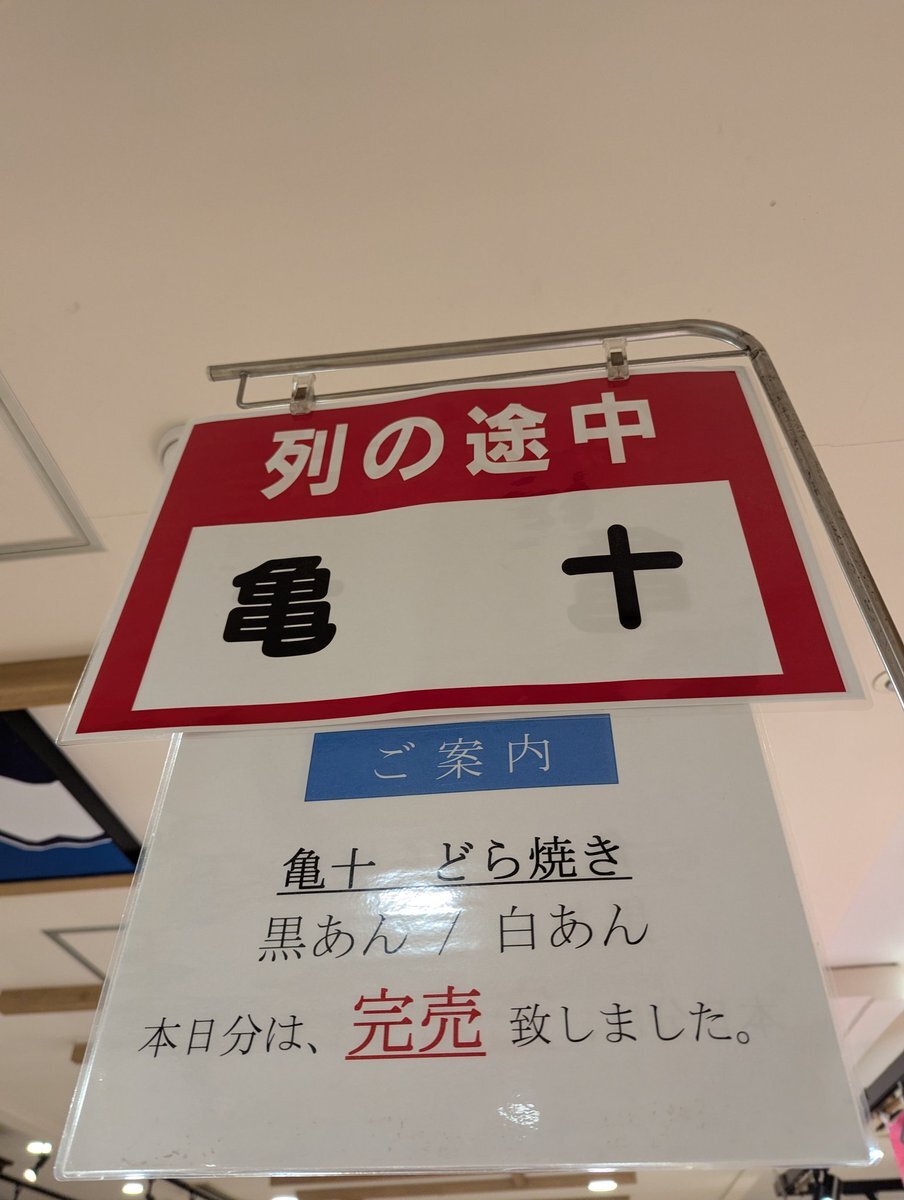 列の途中
亀 十
ご案内
亀十 どら焼き
黒あん / 白あん
本日分は、完売 致しました。